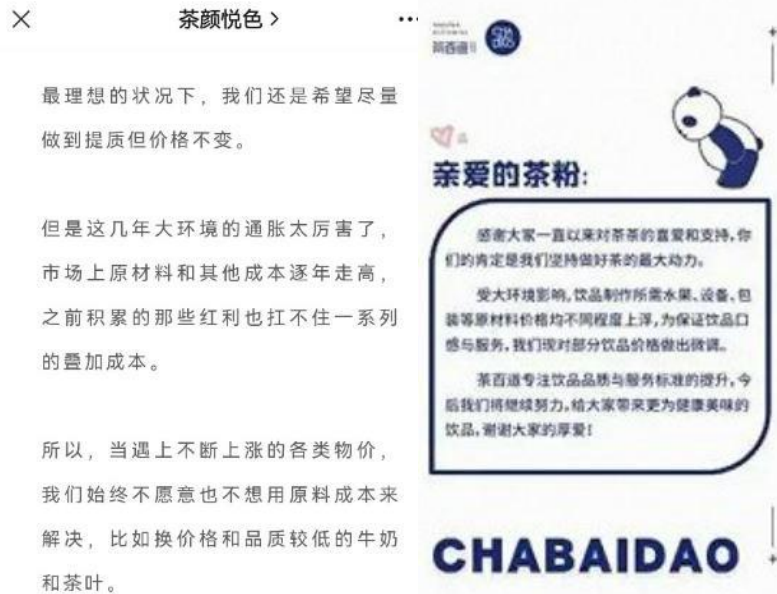 茶颜悦色
最理想的状况下，我们还是希望尽量
做到提质但价格不变。
但是这几年大环境的通胀太厉害了，
市场上原材料和其他成本逐年走高，
之前积累的那些红利也扛不住一系列
的叠加成本。
所以，当遇上不断上涨的各类物价，
我们始终不愿意也不想用原料成本来
解决，比如换价格和品质较低的牛奶
和茶叶。
茶百道
亲爱的茶粉:
感谢大家一直以来对茶茶的喜爱和支持，你
们的肯定是我们坚持做好茶的最大动力。
受大环境影响，饮品制作所需水果、设备、包
装等原材料价格均不同程度上浮，为保证饮品口
感与服务，我们现对部分饮品价格做出微调。
茶百道专注饮品品质与服务标准的提升，今
后我们将继续努力，给大家带来更为健康美味的
饮品，谢谢大家的厚爱！
CHABAIDAO